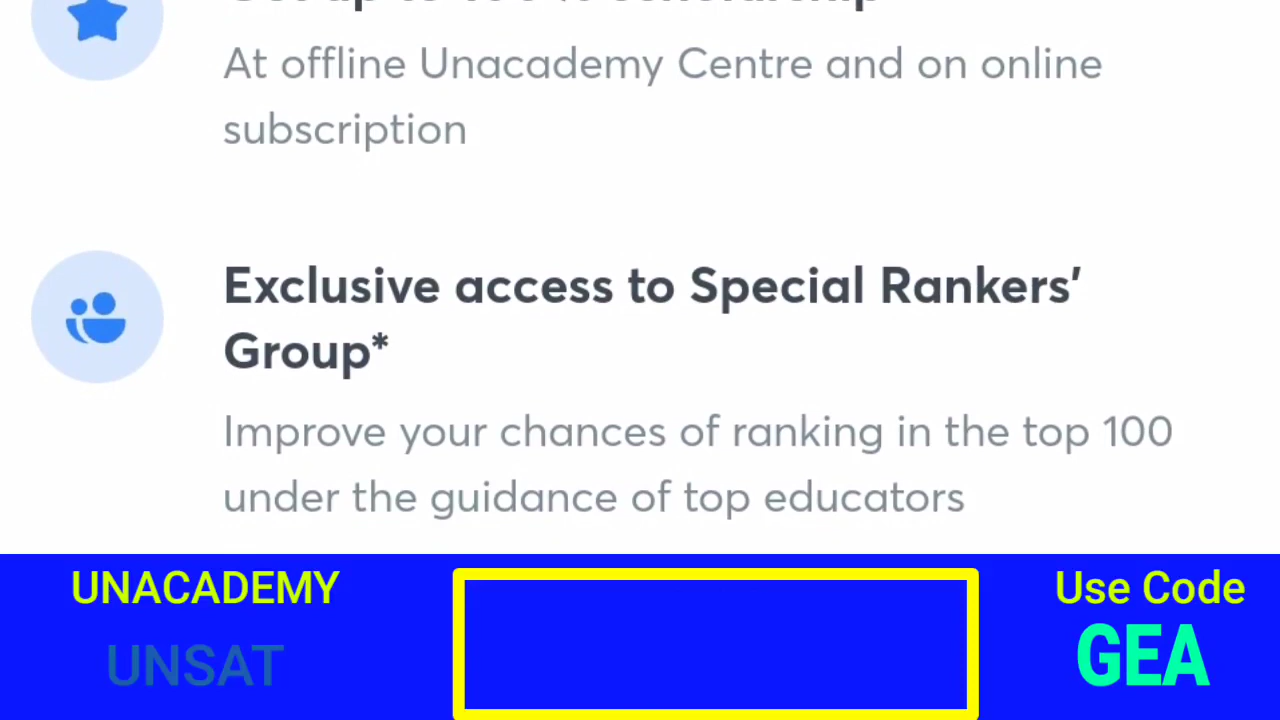 At offline Unacademy Centre and on online
subscription
Exclusive access to Special Rankers'
Group*
Improve your chances of ranking in the top 100
under the guidance of top educators
UNACADEMY
UNSAT
Use Code
GEA